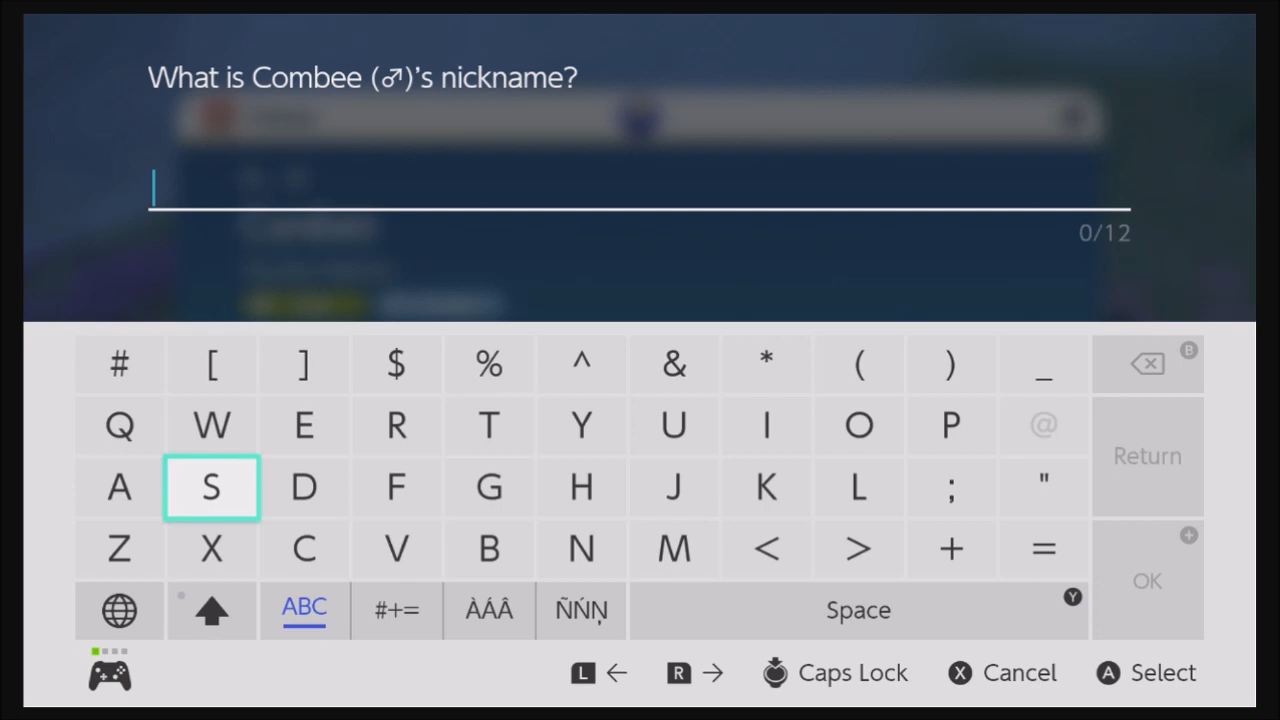 What is Combee (♂)'s nickname?
0/12
# [ ] $ % ^ & * ( ) _ B
Q W E R T Y U I O P @ Return
A S D F G H J K L ; "
Z X C V B N M < > + = + OK
ABC #+= ÀÁÂ ÑŃŅ Space Y
L ← R → Caps Lock X Cancel A Select